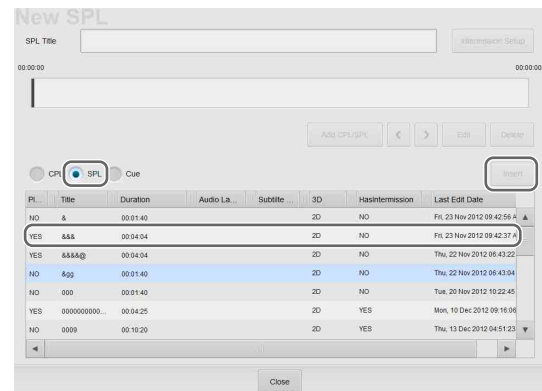 New SPL
SPL Title Intermission Setup
00:00:00 00:00:00
Add CPL/SPL Edit Delete
CPL SPL Cue Insert
Pl... Title Duration Audio La... Subtilte ... 3D HasIntermission Last Edit Date
NO & 00:01:40 2D NO Fri, 23 Nov 2012 09:42:56 A
YES &&& 00:04:04 2D NO Fri, 23 Nov 2012 09:42:37 A
YES &&&&@ 00:04:04 2D NO Thu, 22 Nov 2012 06:43:22
NO &gg 00:01:40 2D NO Thu, 22 Nov 2012 06:43:04
NO 000 00:01:40 2D NO Tue, 20 Nov 2012 10:22:45
YES 0000000000... 00:04:25 2D YES Mon, 10 Dec 2012 09:16:06
NO 0009 00:10:20 2D YES Thu, 13 Dec 2012 04:51:23
Close